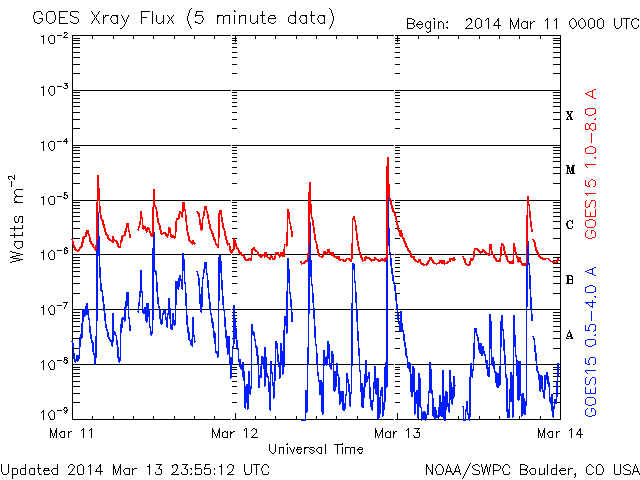 GOES Xray Flux (5 minute data)
Begin: 2014 Mar 11 0000 UTC
10⁻²
10⁻³
10⁻⁴
10⁻⁵
10⁻⁶
10⁻⁷
10⁻⁸
10⁻⁹
Watts m⁻²
X
M
C
B
A
GOES15 1.0-8.0 A
GOES15 0.5-4.0 A
Mar 11
Mar 12
Mar 13
Mar 14
Universal Time
Updated 2014 Mar 13 23:55:12 UTC
NOAA/SWPC Boulder, CO USA